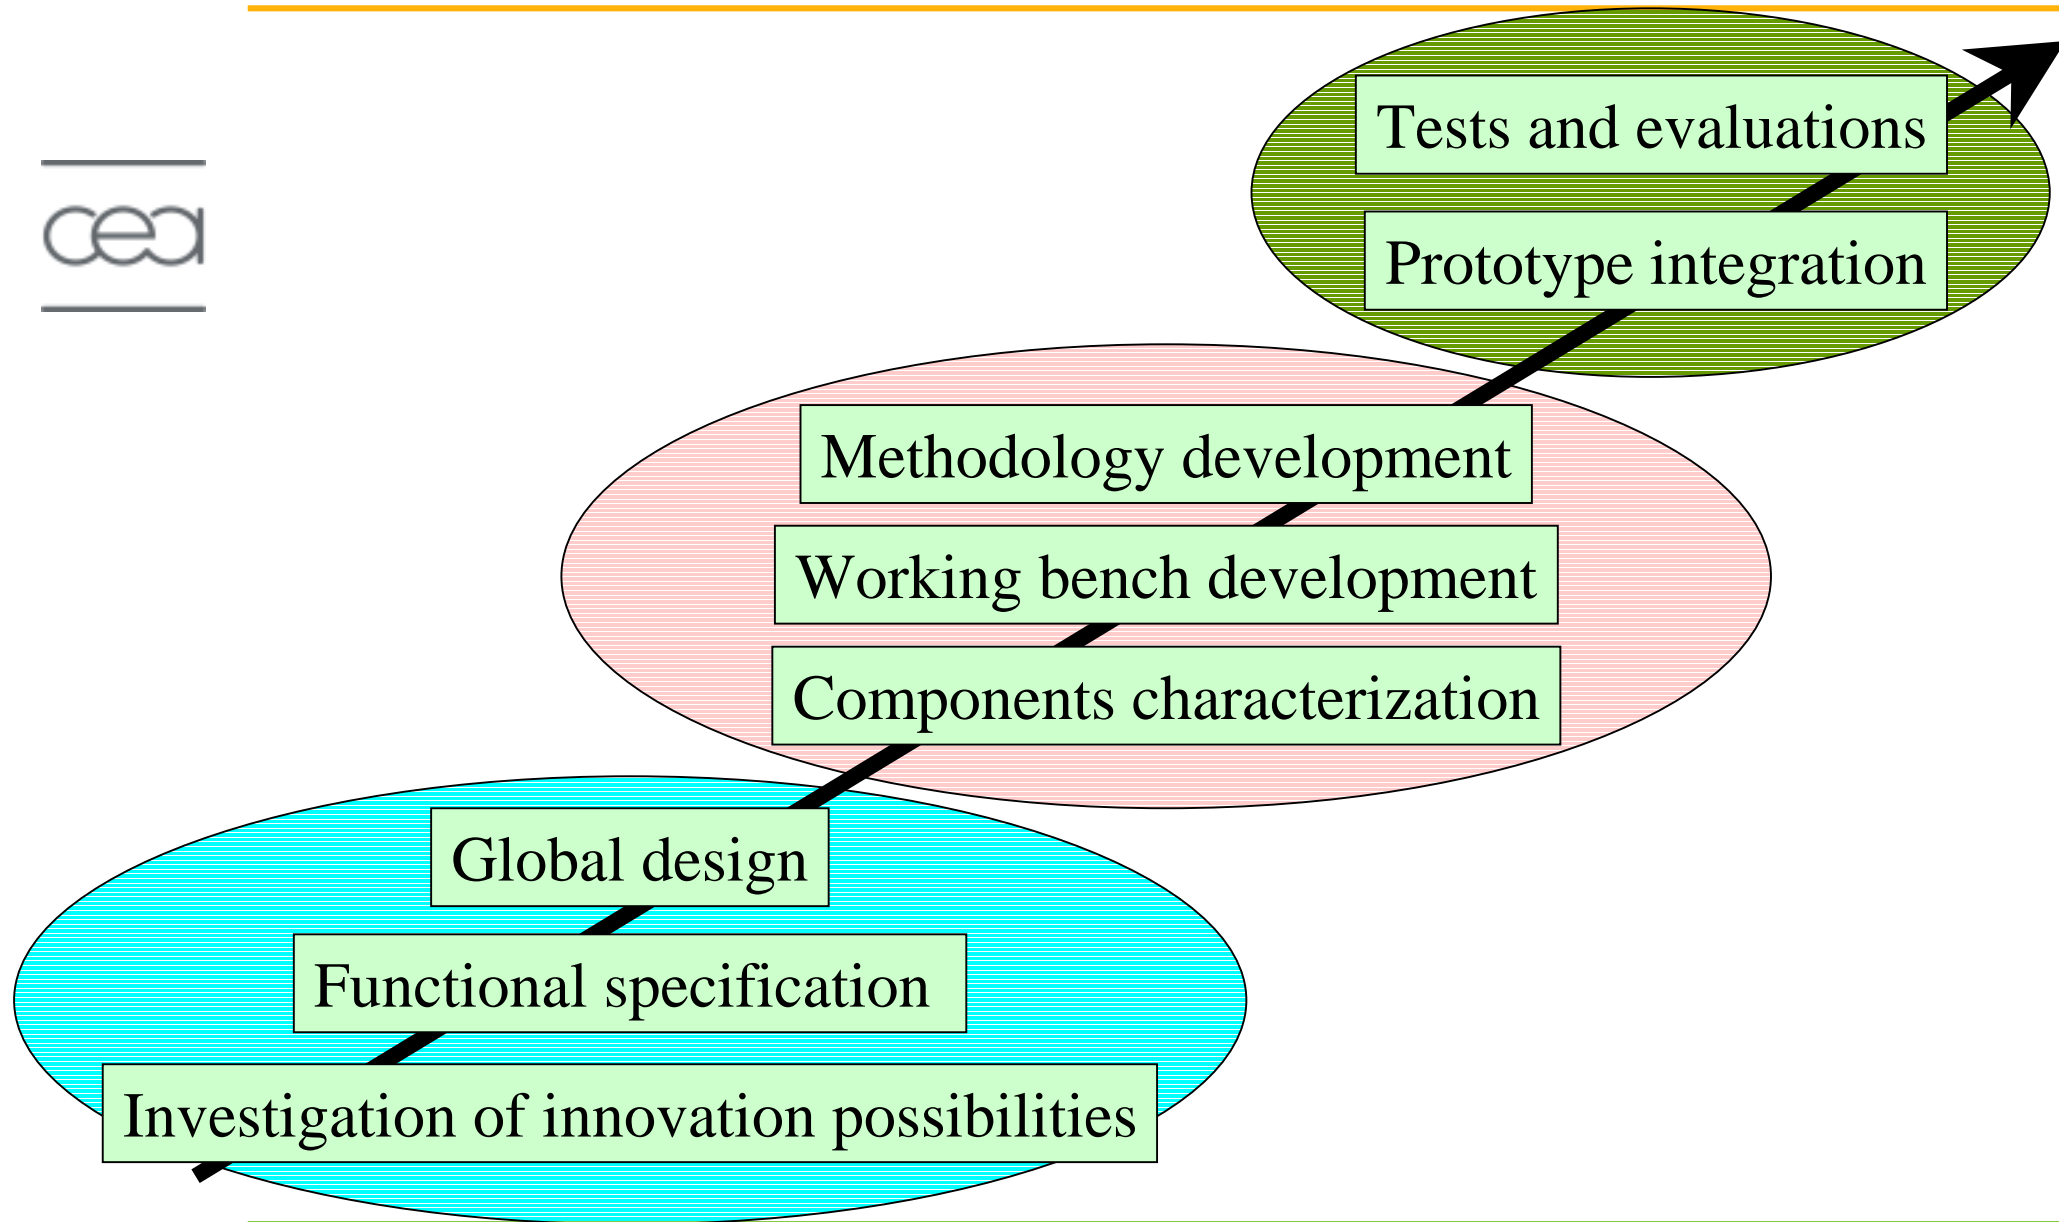 Tests and evaluations
cea
Prototype integration
Methodology development
Working bench development
Components characterization
Global design
Functional specification
Investigation of innovation possibilities